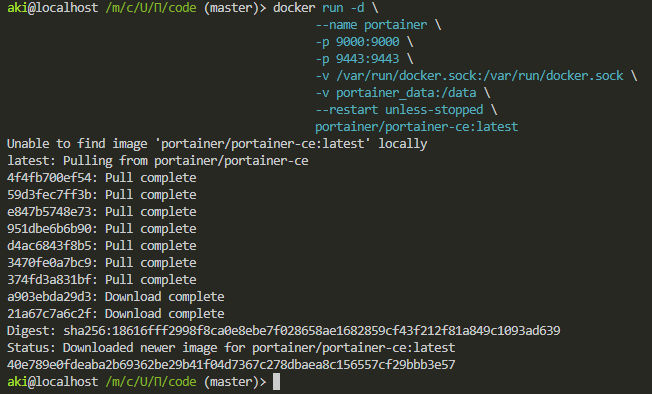 aki@localhost /m/c/U/П/code (master)> docker run -d \
--name portainer \
-p 9000:9000 \
-p 9443:9443 \
-v /var/run/docker.sock:/var/run/docker.sock \
-v portainer_data:/data \
--restart unless-stopped \
portainer/portainer-ce:latest
Unable to find image 'portainer/portainer-ce:latest' locally
latest: Pulling from portainer/portainer-ce
4f4fb700ef54: Pull complete
59d3fec7ff3b: Pull complete
e847b5748e73: Pull complete
951dbe6b6b90: Pull complete
d4ac6843f8b5: Pull complete
3470fe0a7bc9: Pull complete
374fd3a831bf: Pull complete
a903ebda29d3: Download complete
21a67c7a6c2f: Download complete
Digest: sha256:18616fff2998f8ca0e8ebe7f028658ae1682859cf43f212f81a849c1093ad639
Status: Downloaded newer image for portainer/portainer-ce:latest
40e789e0fdeaba2b69362be29b41f04d7367c278dbaea8c156557cf29bbb3e57
aki@localhost /m/c/U/П/code (master)>